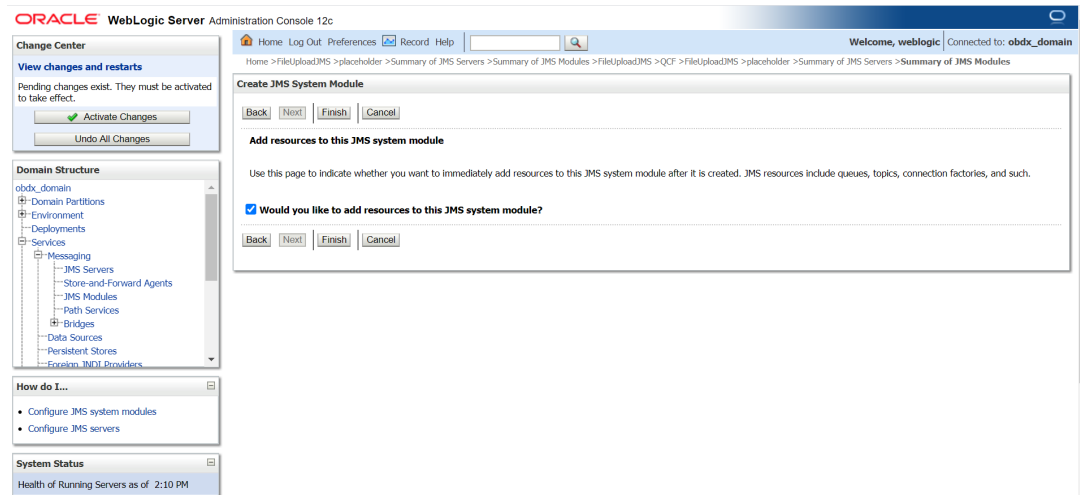 ORACLE WebLogic Server Administration Console 12c
Change Center
View changes and restarts
Pending changes exist. They must be activated
to take effect.
Activate Changes
Undo All Changes
Domain Structure
obdx_domain
Domain Partitions
Environment
Deployments
Services
Messaging
JMS Servers
Store-and-Forward Agents
JMS Modules
Path Services
Bridges
Data Sources
Persistent Stores
Foreign JNDI Providers
How do I...
Configure JMS system modules
Configure JMS servers
System Status
Health of Running Servers as of 2:10 PM
Home Log Out Preferences Record Help
Welcome, weblogic Connected to: obdx_domain
Home >FileUploadJMS >placeholder >Summary of JMS Servers >Summary of JMS Modules >FileUploadJMS >QCF >FileUploadJMS >placeholder >Summary of JMS Servers >Summary of JMS Modules
Create JMS System Module
Back Next Finish Cancel
Add resources to this JMS system module
Use this page to indicate whether you want to immediately add resources to this JMS system module after it is created. JMS resources include queues, topics, connection factories, and such.
Would you like to add resources to this JMS system module?
Back Next Finish Cancel